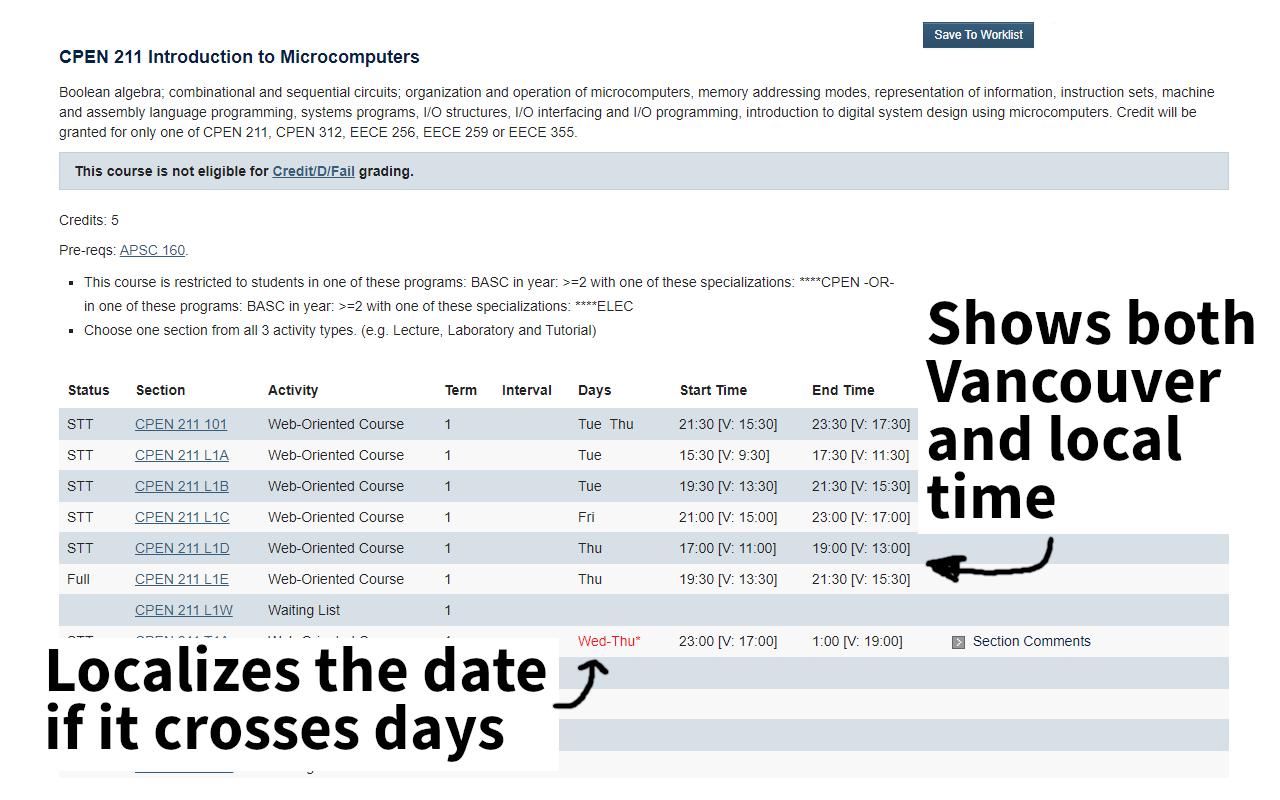 Save To Worklist
CPEN 211 Introduction to Microcomputers
Boolean algebra; combinational and sequential circuits; organization and operation of microcomputers, memory addressing modes, representation of information, instruction sets, machine
and assembly language programming, systems programs, I/O structures, I/O interfacing and I/O programming, introduction to digital system design using microcomputers. Credit will be
granted for only one of CPEN 211, CPEN 312, EECE 256, EECE 259 or EECE 355.
This course is not eligible for Credit/D/Fail grading.
Credits: 5
Pre-reqs: APSC 160.
This course is restricted to students in one of these programs: BASC in year: >=2 with one of these specializations: ****CPEN -OR-
in one of these programs: BASC in year: >=2 with one of these specializations: ****ELEC
Choose one section from all 3 activity types. (e.g. Lecture, Laboratory and Tutorial)
Shows both
Vancouver
and local
time
Status Section Activity Term Interval Days Start Time End Time
STT CPEN 211 101 Web-Oriented Course 1 Tue Thu 21:30 [V: 15:30] 23:30 [V: 17:30]
STT CPEN 211 L1A Web-Oriented Course 1 Tue 15:30 [V: 9:30] 17:30 [V: 11:30]
STT CPEN 211 L1B Web-Oriented Course 1 Tue 19:30 [V: 13:30] 21:30 [V: 15:30]
STT CPEN 211 L1C Web-Oriented Course 1 Fri 21:00 [V: 15:00] 23:00 [V: 17:00]
STT CPEN 211 L1D Web-Oriented Course 1 Thu 17:00 [V: 11:00] 19:00 [V: 13:00]
Full CPEN 211 L1E Web-Oriented Course 1 Thu 19:30 [V: 13:30] 21:30 [V: 15:30]
CPEN 211 L1W Waiting List 1
Wed-Thu* 23:00 [V: 17:00] 1:00 [V: 19:00] Section Comments
Localizes the date
if it crosses days